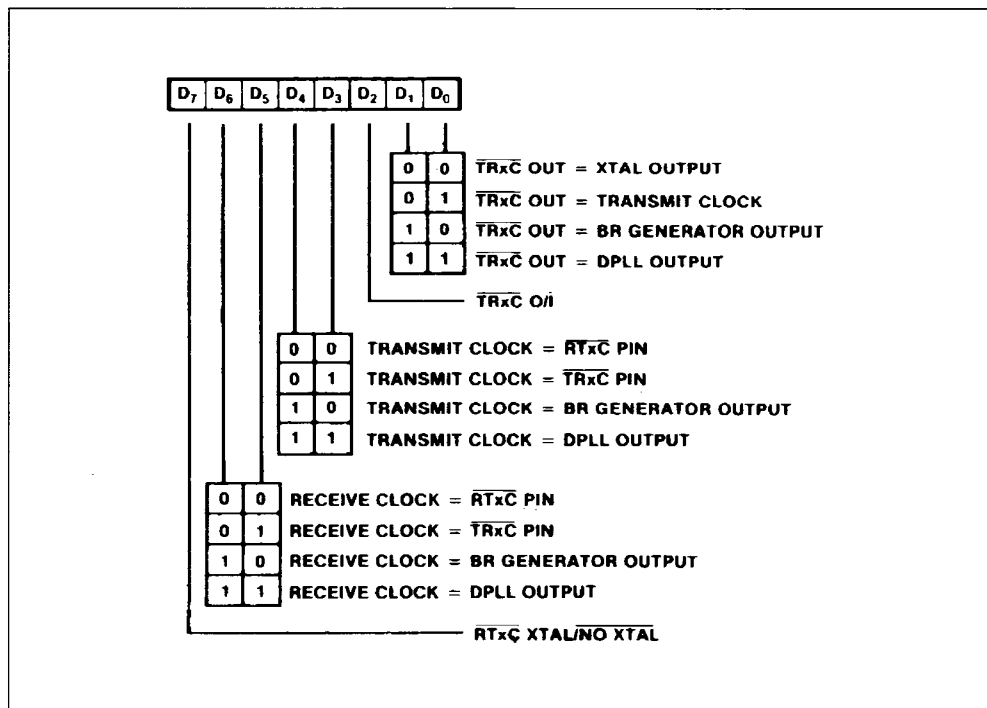 D7 D6 D5 D4 D3 D2 D1 D0
0 0 TRxC OUT = XTAL OUTPUT
0 1 TRxC OUT = TRANSMIT CLOCK
1 0 TRxC OUT = BR GENERATOR OUTPUT
1 1 TRxC OUT = DPLL OUTPUT
TRxC O/I
0 0 TRANSMIT CLOCK = RTxC PIN
0 1 TRANSMIT CLOCK = TRxC PIN
1 0 TRANSMIT CLOCK = BR GENERATOR OUTPUT
1 1 TRANSMIT CLOCK = DPLL OUTPUT
0 0 RECEIVE CLOCK = RTxC PIN
0 1 RECEIVE CLOCK = TRxC PIN
1 0 RECEIVE CLOCK = BR GENERATOR OUTPUT
1 1 RECEIVE CLOCK = DPLL OUTPUT
RTxC XTAL/NO XTAL